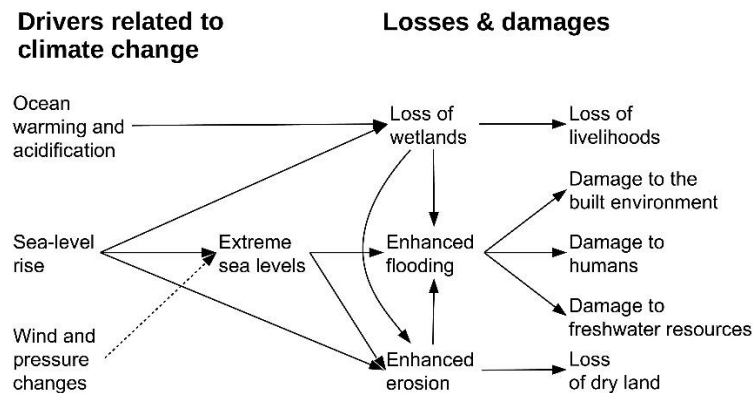 Drivers related to
climate change
Losses & damages
Ocean
warming and
acidification
Loss of
wetlands
Loss of
livelihoods
Damage to the
built environment
Sea-level
rise
Extreme
sea levels
Enhanced
flooding
Damage to
humans
Damage to
freshwater resources
Wind and
pressure
changes
Enhanced
erosion
Loss
of dry land